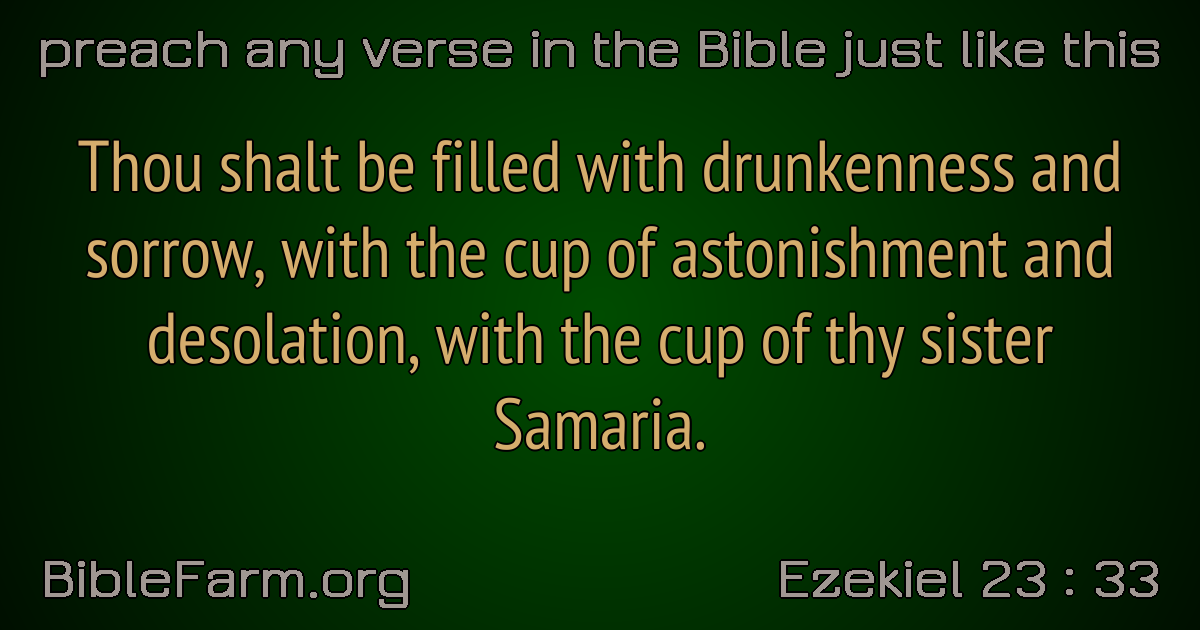 preach any verse in the Bible just like this
Thou shalt be filled with drunkenness and
sorrow, with the cup of astonishment and
desolation, with the cup of thy sister
Samaria.
BibleFarm.org
Ezekiel 23 : 33